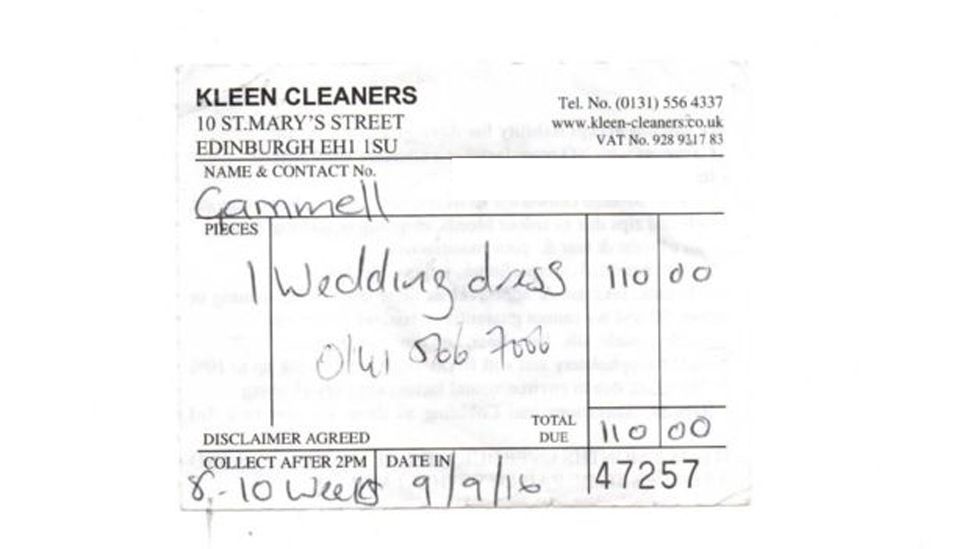 KLEEN CLEANERS
10 ST.MARY'S STREET
EDINBURGH EH1 1SU
Tel. No. (0131) 556 4337
www.kleen-cleaners.co.uk
VAT No. 928 9317 83
NAME & CONTACT No.
Gammell
PIECES
1 Wedding dress 110 00
0141 566 7006
DISCLAIMER AGREED
TOTAL DUE 110 00
COLLECT AFTER 2PM
8-10 Weeks
DATE IN
9/9/16
47257